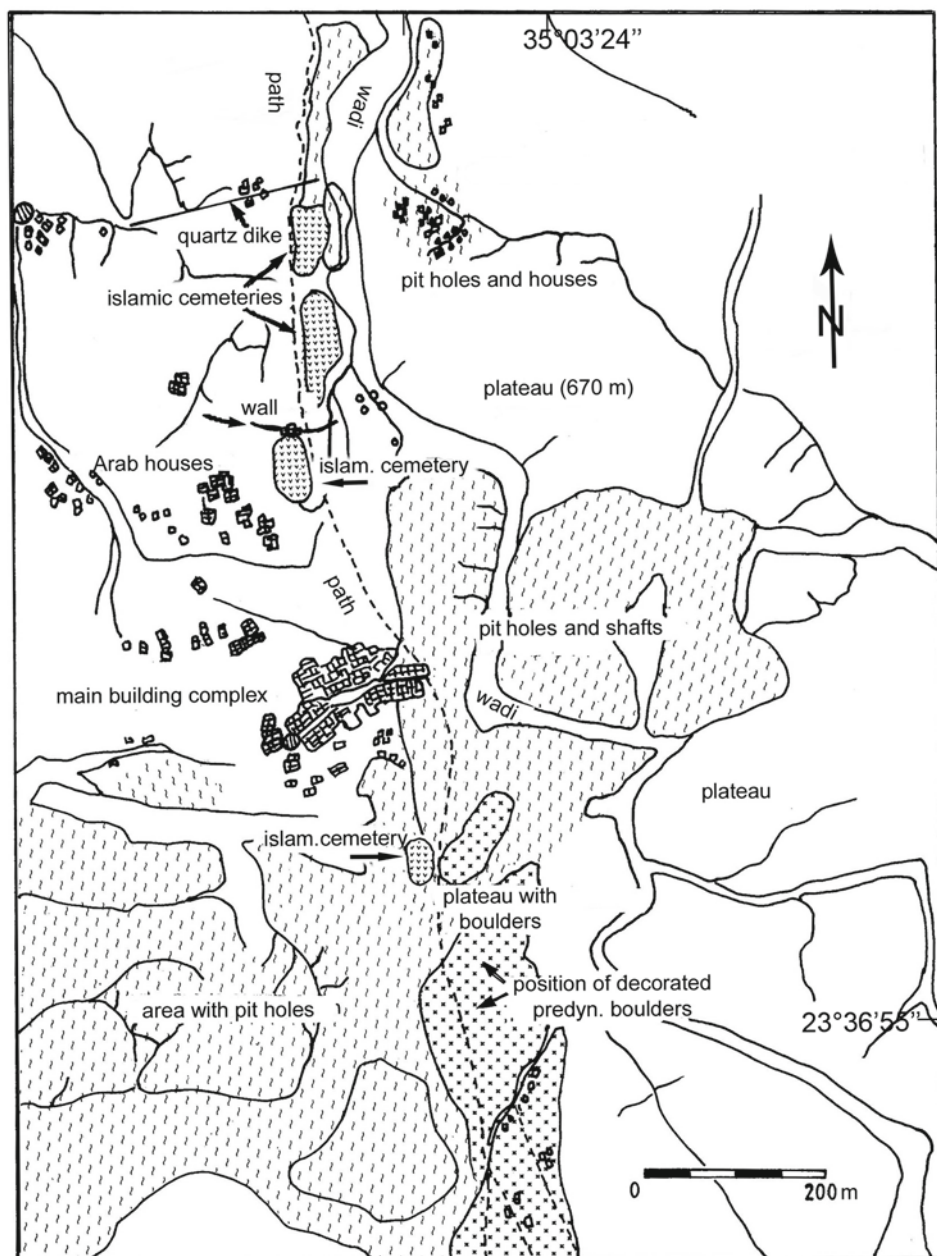 35°03'24"
path
wadi
quartz dike
islamic cemeteries
pit holes and houses
N
plateau (670 m)
wall
Arab houses
islam. cemetery
path
pit holes and shafts
main building complex
wadi
plateau
islam.cemetery
plateau with
boulders
position of decorated
predyn. boulders
area with pit holes
23°36'55"
0
200 m